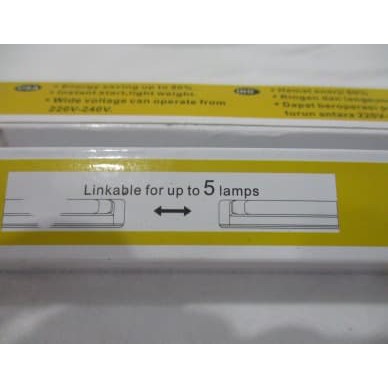 USA
• Energy saving up to 80%.
• Instant start,light weight.
• Wide voltage can operate from
220V-240V.
• Hemat energi 80%.
• Ringan dan langsung
• Dapat beroperasi
turun antara 220V-
Linkable for up to 5 lamps